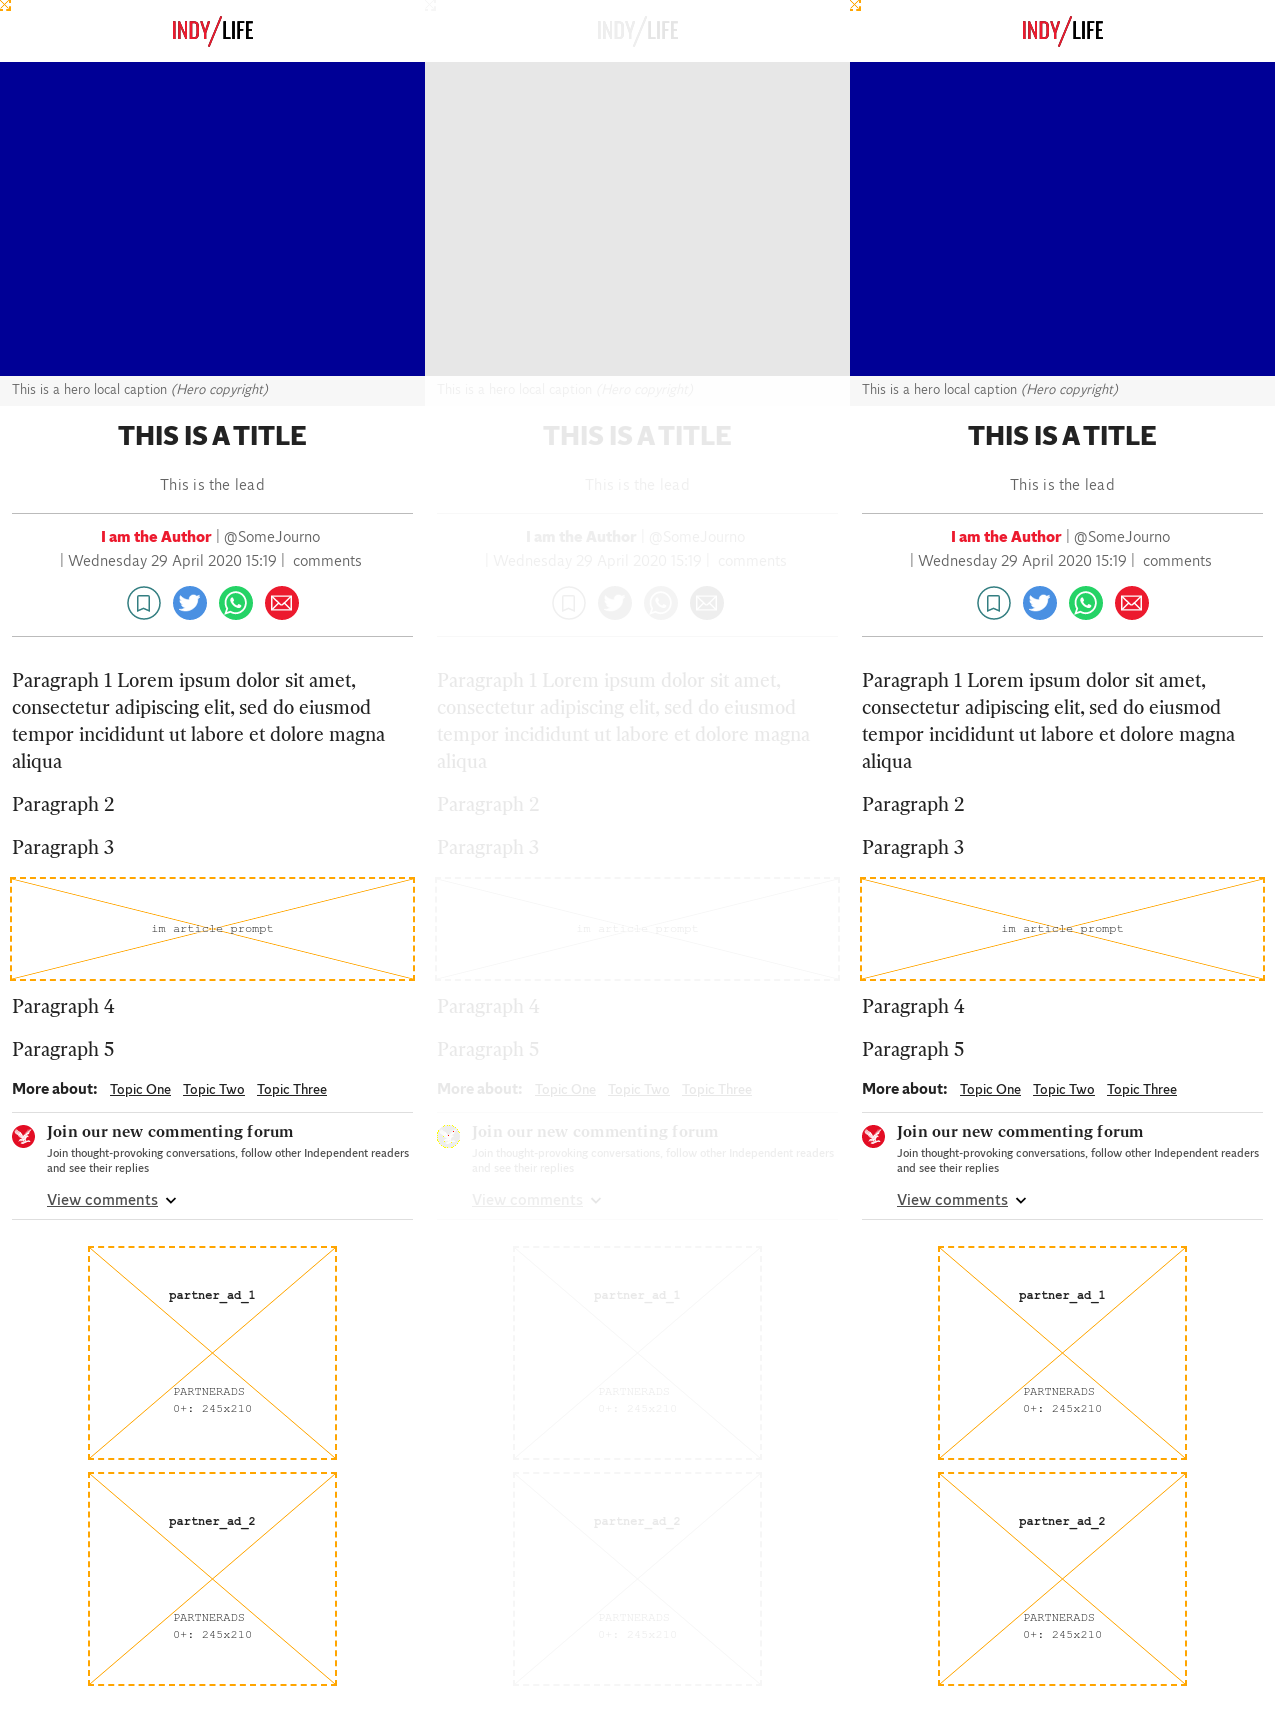 INDY/LIFE
This is a hero local caption (Hero copyright)
THIS IS A TITLE
This is the lead
I am the Author | @SomeJourno
| Wednesday 29 April 2020 15:19 | comments
Paragraph 1 Lorem ipsum dolor sit amet,
consectetur adipiscing elit, sed do eiusmod
tempor incididunt ut labore et dolore magna
aliqua
Paragraph 2
Paragraph 3
im article prompt
Paragraph 4
Paragraph 5
More about: Topic One Topic Two Topic Three
Join our new commenting forum
Join thought-provoking conversations, follow other Independent readers
and see their replies
View comments
partner_ad_1
PARTNERADS
0+: 245x210
partner_ad_2
PARTNERADS
0+: 245x210
INDY/LIFE
This is a hero local caption (Hero copyright)
THIS IS A TITLE
This is the lead
I am the Author | @SomeJourno
| Wednesday 29 April 2020 15:19 | comments
Paragraph 1 Lorem ipsum dolor sit amet,
consectetur adipiscing elit, sed do eiusmod
tempor incididunt ut labore et dolore magna
aliqua
Paragraph 2
Paragraph 3
im article prompt
Paragraph 4
Paragraph 5
More about: Topic One Topic Two Topic Three
Join our new commenting forum
Join thought-provoking conversations, follow other Independent readers
and see their replies
View comments
partner_ad_1
PARTNERADS
0+: 245x210
partner_ad_2
PARTNERADS
0+: 245x210
INDY/LIFE
This is a hero local caption (Hero copyright)
THIS IS A TITLE
This is the lead
I am the Author | @SomeJourno
| Wednesday 29 April 2020 15:19 | comments
Paragraph 1 Lorem ipsum dolor sit amet,
consectetur adipiscing elit, sed do eiusmod
tempor incididunt ut labore et dolore magna
aliqua
Paragraph 2
Paragraph 3
im article prompt
Paragraph 4
Paragraph 5
More about: Topic One Topic Two Topic Three
Join our new commenting forum
Join thought-provoking conversations, follow other Independent readers
and see their replies
View comments
partner_ad_1
PARTNERADS
0+: 245x210
partner_ad_2
PARTNERADS
0+: 245x210